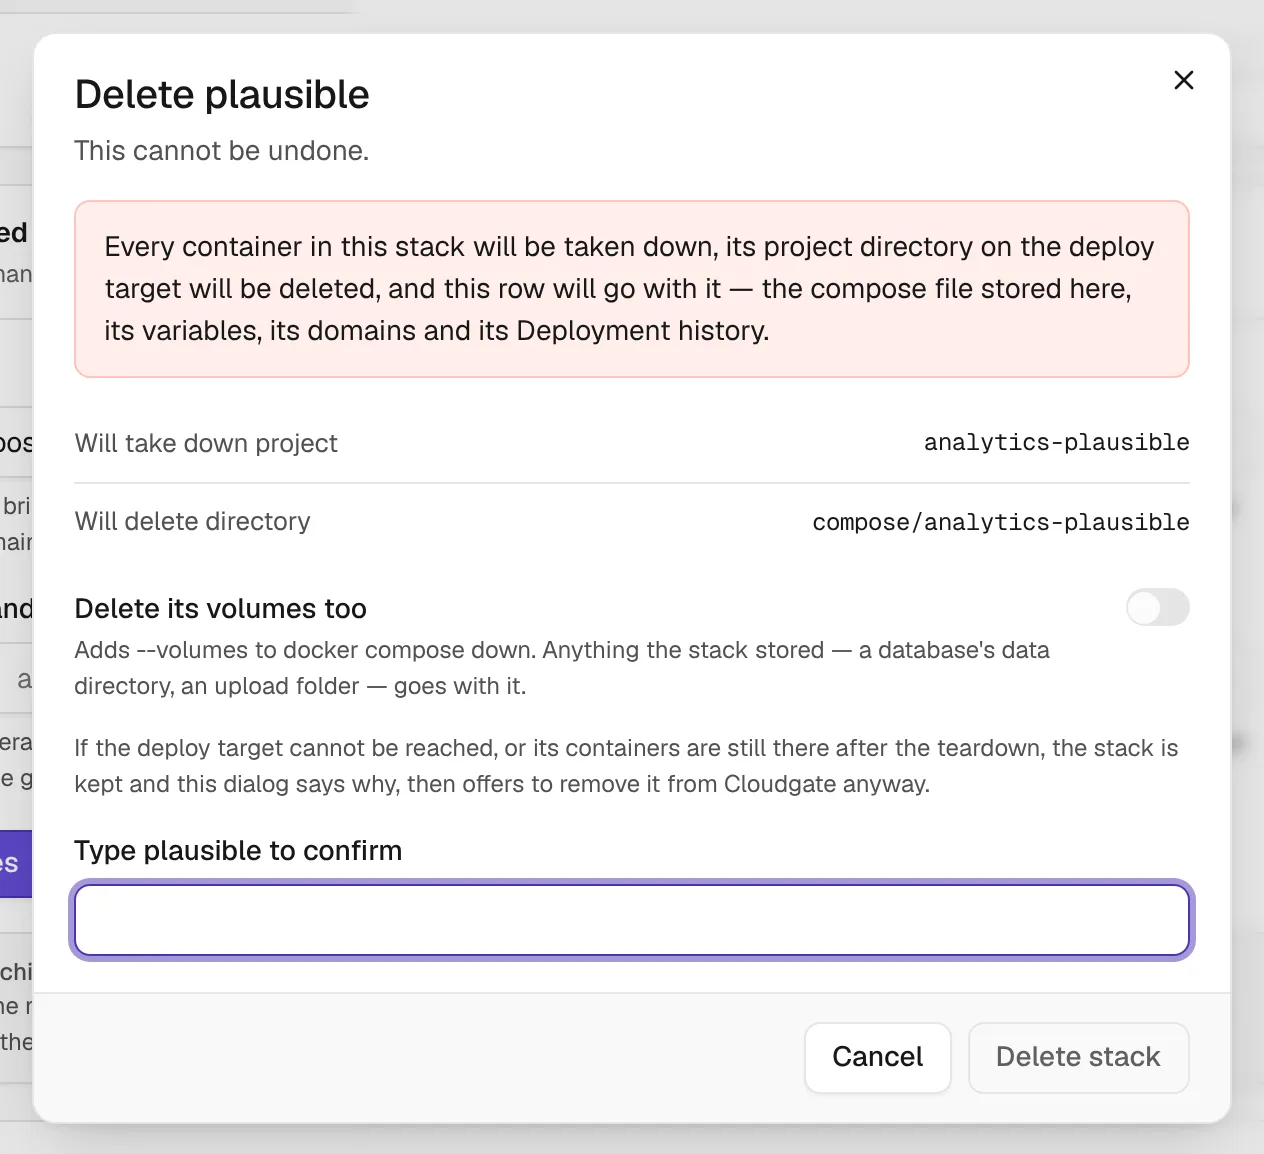 Delete plausible
This cannot be undone.
Every container in this stack will be taken down, its project directory on the deploy
target will be deleted, and this row will go with it — the compose file stored here,
its variables, its domains and its Deployment history.
Will take down project analytics-plausible
Will delete directory compose/analytics-plausible
Delete its volumes too
Adds --volumes to docker compose down. Anything the stack stored — a database's data
directory, an upload folder — goes with it.
If the deploy target cannot be reached, or its containers are still there after the teardown, the stack is
kept and this dialog says why, then offers to remove it from Cloudgate anyway.
Type plausible to confirm
Cancel
Delete stack